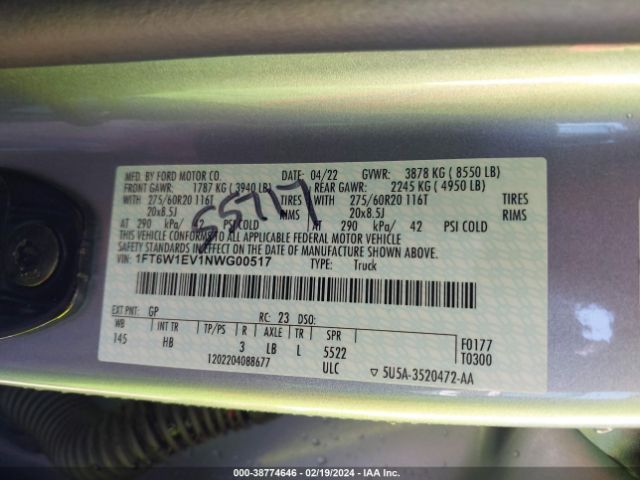 MFD. BY FORD MOTOR CO. DATE: 04/22 GVWR: 3878 KG ( 8550 LB)
FRONT GAWR: 1787 KG ( 3940 LB) REAR GAWR: 2245 KG ( 4950 LB)
WITH 275/60R20 116T TIRES WITH 275/60R20 116T TIRES
20x8.5J RIMS 20x8.5J RIMS
AT 290 kPa/ 42 PSI COLD AT 290 kPa/ 42 PSI COLD
55717
THIS VEHICLE CONFORMS TO ALL APPLICABLE FEDERAL MOTOR VEHICLE
SAFETY STANDARDS IN EFFECT ON THE DATE OF MANUFACTURE SHOWN ABOVE.
VIN: 1FT6W1EV1NWG00517 TYPE: Truck
EXT PNT: GP RC: 23 DSO:
WB INT TR TP/PS R AXLE TR SPR F0177
145 HB 3 LB L 5522 T0300
1202204088677 ULC 5U5A-3520472-AA
000-38774646 - 02/19/2024 - IAA Inc.